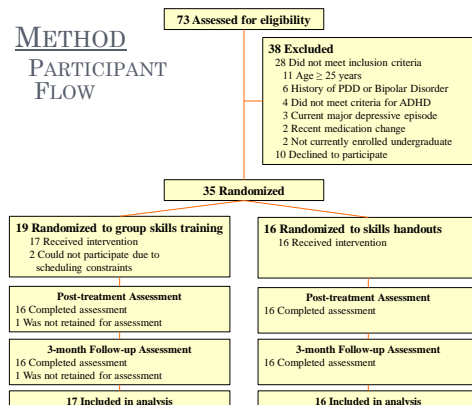 METHOD
PARTICIPANT
FLOW
73 Assessed for eligibility
38 Excluded
28 Did not meet inclusion criteria
11 Age ≥ 25 years
6 History of PDD or Bipolar Disorder
4 Did not meet criteria for ADHD
3 Current major depressive episode
2 Recent medication change
2 Not currently enrolled undergraduate
10 Declined to participate
35 Randomized
19 Randomized to group skills training
17 Received intervention
2 Could not participate due to
scheduling constraints
16 Randomized to skills handouts
16 Received intervention
Post-treatment Assessment
16 Completed assessment
1 Was not retained for assessment
Post-treatment Assessment
16 Completed assessment
3-month Follow-up Assessment
16 Completed assessment
1 Was not retained for assessment
3-month Follow-up Assessment
16 Completed assessment
17 Included in analysis
16 Included in analysis